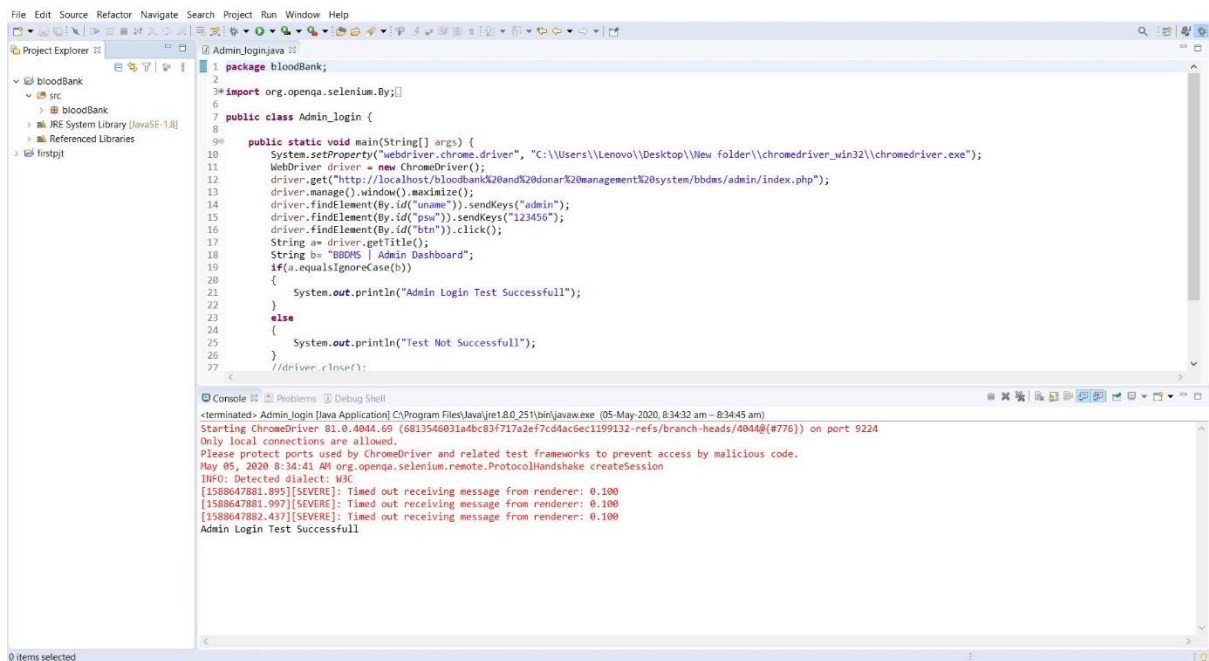 File Edit Source Refactor Navigate Search Project Run Window Help
Project Explorer
bloodBank
src
bloodBank
JRE System Library [JavaSE-1.8]
Referenced Libraries
firstpjt
Admin_login.java
1 package bloodBank;
2
3 import org.openqa.selenium.By;
6
7 public class Admin_login {
8
9 public static void main(String[] args) {
10 System.setProperty("webdriver.chrome.driver", "C:\\Users\\Lenovo\\Desktop\\New folder\\chromedriver_win32\\chromedriver.exe");
11 WebDriver driver = new ChromeDriver();
12 driver.get("http://localhost/bloodbank%20and%20donar%20management%20system/bbdms/admin/index.php");
13 driver.manage().window().maximize();
14 driver.findElement(By.id("uname")).sendKeys("admin");
15 driver.findElement(By.id("psw")).sendKeys("123456");
16 driver.findElement(By.id("btn")).click();
17 String a= driver.getTitle();
18 String b= "BBDMS | Admin Dashboard";
19 if(a.equalsIgnoreCase(b))
20 {
21 System.out.println("Admin Login Test Successfull");
22 }
23 else
24 {
25 System.out.println("Test Not Successfull");
26 }
27 //driver.close();
Console Problems Debug Shell
<terminated> Admin_login [Java Application] C:\Program Files\Java\jre1.8.0_251\bin\javaw.exe (05-May-2020, 8:34:32 am – 8:34:45 am)
Starting ChromeDriver 81.0.4044.69 (6813546031a4bc83f717a2ef7cd4ac6ec1199132-refs/branch-heads/4044@{#776}) on port 9224
Only local connections are allowed.
Please protect ports used by ChromeDriver and related test frameworks to prevent access by malicious code.
May 05, 2020 8:34:41 AM org.openqa.selenium.remote.ProtocolHandshake createSession
INFO: Detected dialect: W3C
[1588647881.895][SEVERE]: Timed out receiving message from renderer: 0.100
[1588647881.997][SEVERE]: Timed out receiving message from renderer: 0.100
[1588647882.437][SEVERE]: Timed out receiving message from renderer: 0.100
Admin Login Test Successfull
0 items selected